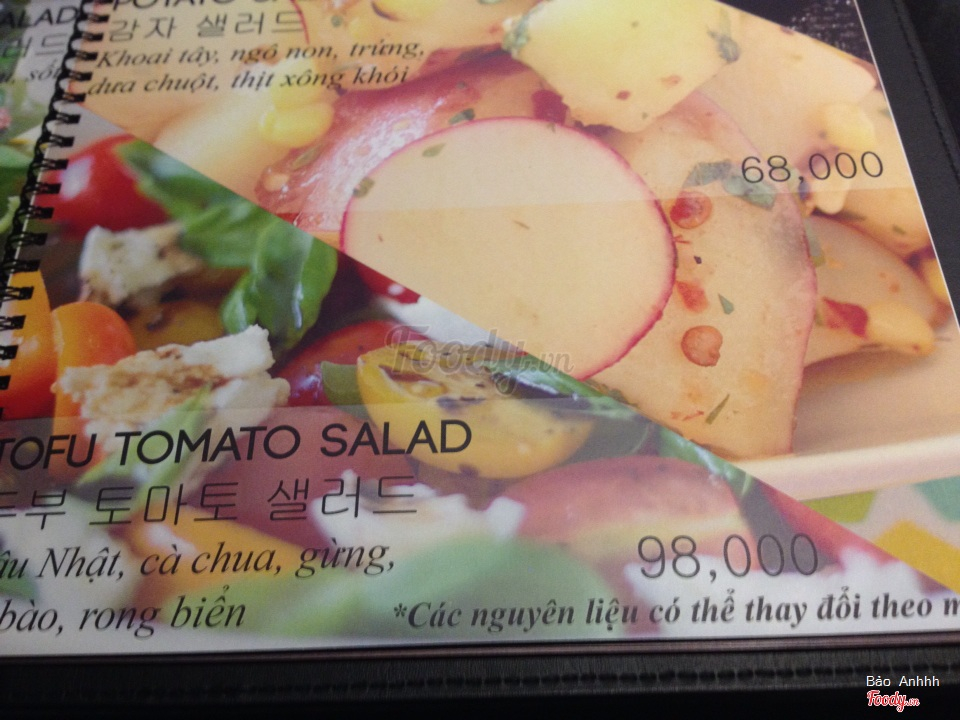 POTATO
감자 샐러드
Khoai tây, ngô non, trứng,
dưa chuột, thịt xông khói
68,000
TOFU TOMATO SALAD
두부 토마토 샐러드
Nhật, cà chua, gừng,
bào, rong biển
98,000
*Các nguyên liệu có thể thay đổi theo
Foody.vn
Bảo Anhhh
Foody.vn